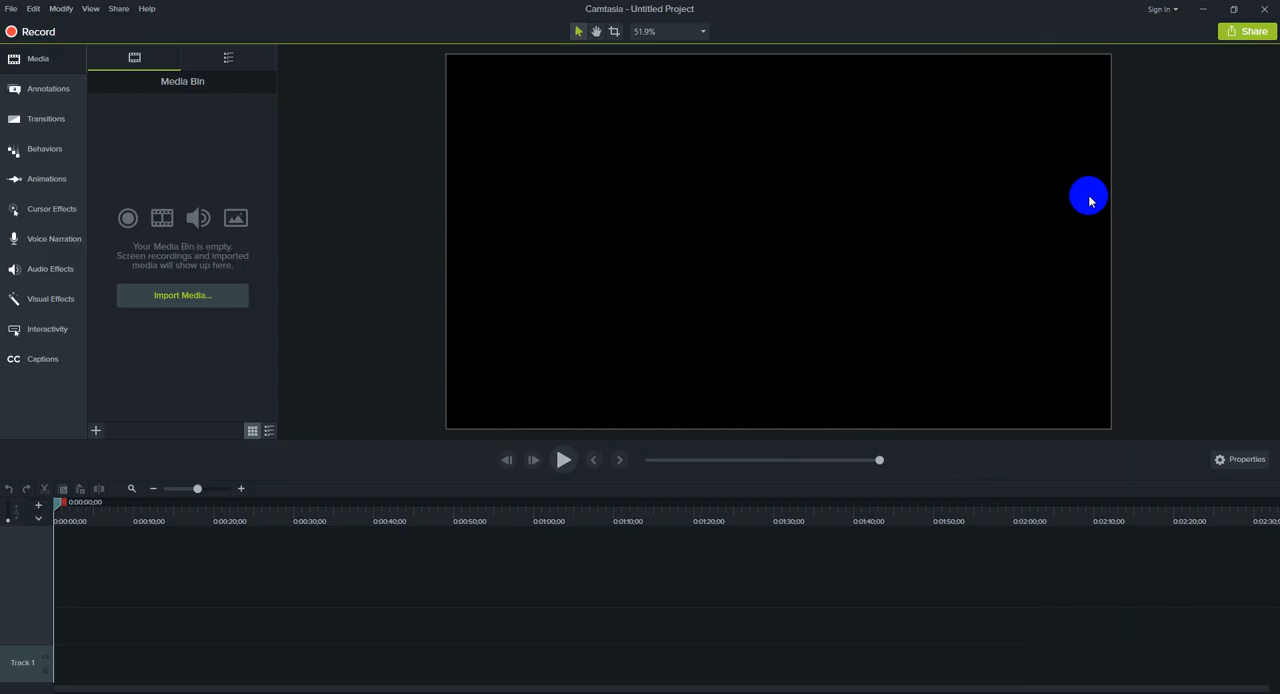 File Edit Modify View Share Help
Camtasia - Untitled Project
Sign In
Record
51.9%
Share
Media
Annotations
Transitions
Behaviors
Animations
Cursor Effects
Voice Narration
Audio Effects
Visual Effects
Interactivity
CC Captions
Media Bin
Your Media Bin is empty.
Screen recordings and imported
media will show up here.
Import Media...
Properties
0:00:00;00
0:00:00;00 0:00:10;00 0:00:20;00 0:00:30;00 0:00:40;00 0:00:50;00 0:01:00;00 0:01:10;00 0:01:20;00 0:01:30;00 0:01:40;00 0:01:50;00 0:02:00;00 0:02:10;00 0:02:20;00 0:02:30;
Track 1